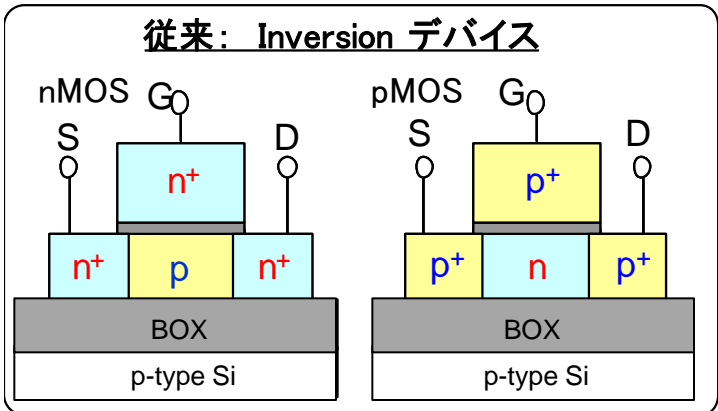 従来: Inversion デバイス
nMOS G
S D
n+
n+ p n+
BOX
p-type Si
pMOS G
S D
p+
p+ n p+
BOX
p-type Si